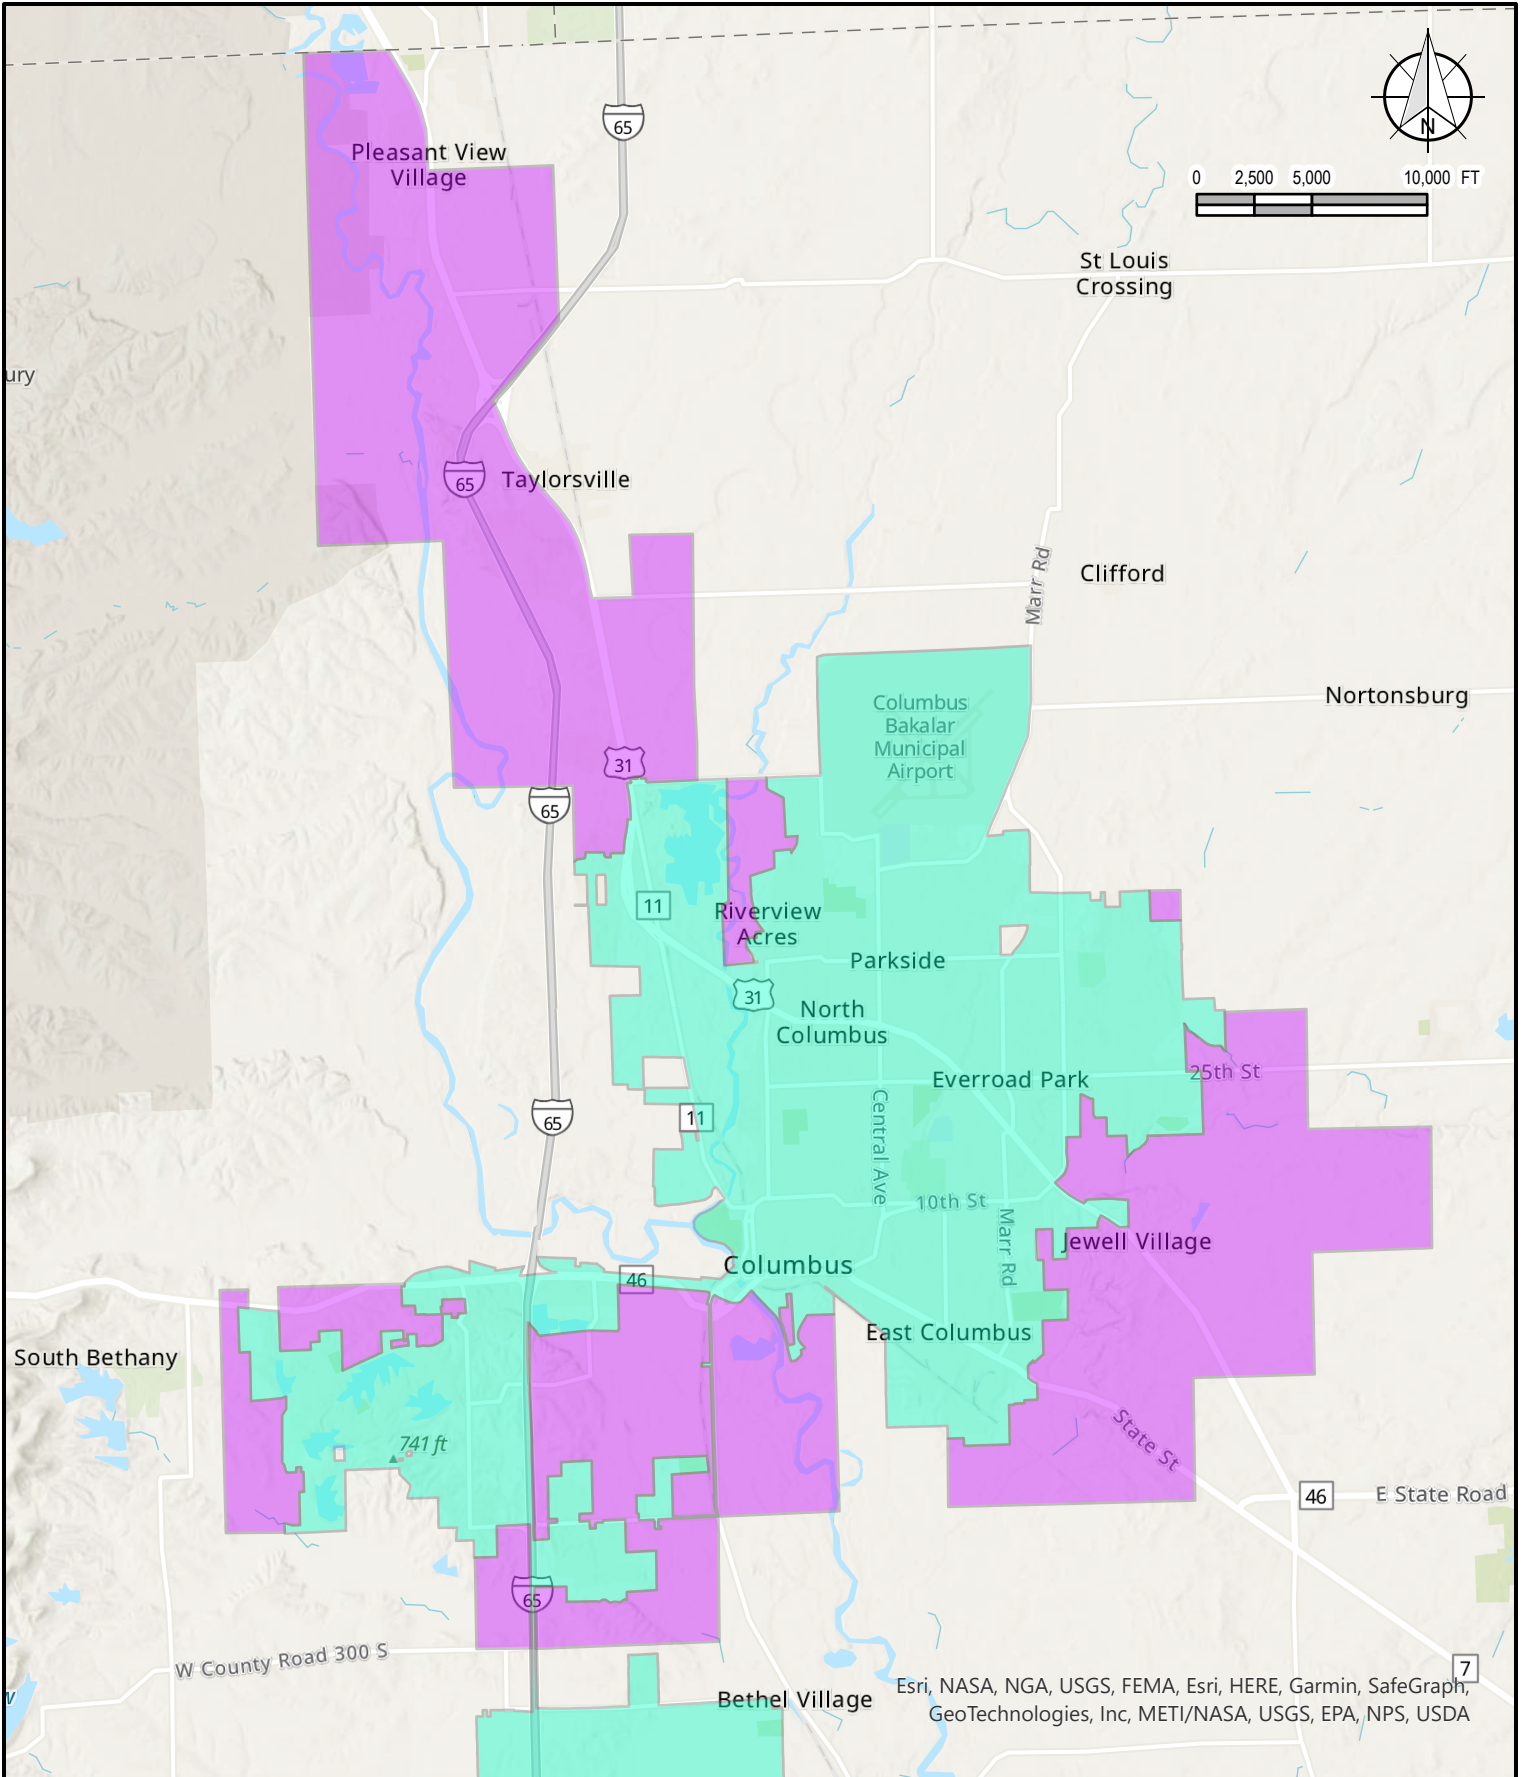 N
0 2,500 5,000 10,000 FT
65
Pleasant View
Village
St Louis
Crossing
ury
65
Taylorsville
Marr Rd
Clifford
Columbus
Bakalar
Municipal
Airport
Nortonsburg
31
65
11
Riverview
Acres
Parkside
31
North
Columbus
25th St
Everroad Park
65
11
Central Ave
10th St
Marr Rd
Jewell Village
Columbus
46
East Columbus
South Bethany
741 ft
State St
46
E State Road
65
W County Road 300 S
7
W
Bethel Village
Esri, NASA, NGA, USGS, FEMA, Esri, HERE, Garmin, SafeGraph,
GeoTechnologies, Inc, METI/NASA, USGS, EPA, NPS, USDA